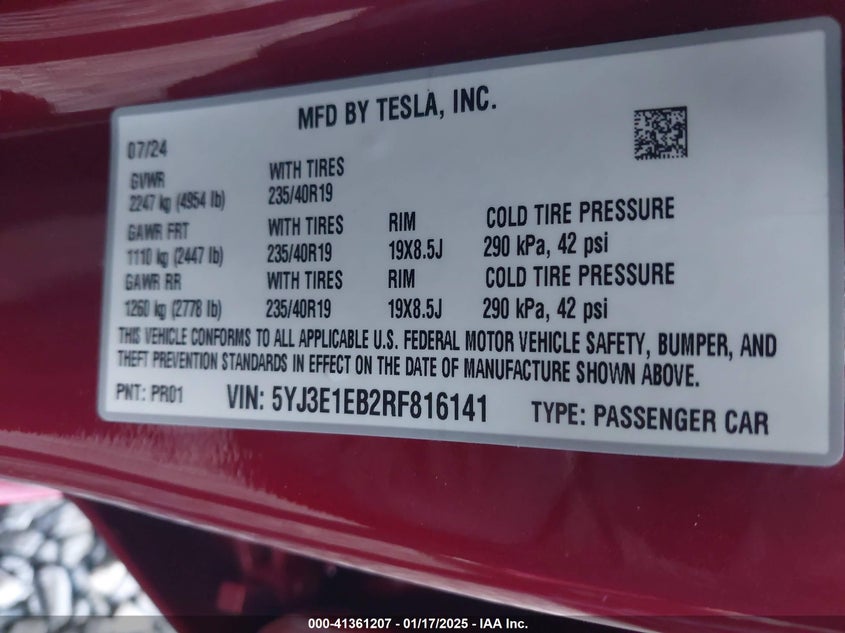 MFD BY TESLA, INC.
07/24
GVWR
2247 kg (4954 lb)
WITH TIRES
235/40R19
GAWR FRT
1110 kg (2447 lb)
WITH TIRES
235/40R19
RIM
19X8.5J
COLD TIRE PRESSURE
290 kPa, 42 psi
GAWR RR
1260 kg (2778 lb)
WITH TIRES
235/40R19
RIM
19X8.5J
COLD TIRE PRESSURE
290 kPa, 42 psi
THIS VEHICLE CONFORMS TO ALL APPLICABLE U.S. FEDERAL MOTOR VEHICLE SAFETY, BUMPER, AND
THEFT PREVENTION STANDARDS IN EFFECT ON THE DATE OF MANUFACTURE SHOWN ABOVE.
PNT: PR01 VIN: 5YJ3E1EB2RF816141 TYPE: PASSENGER CAR
000-41361207 - 01/17/2025 - IAA Inc.